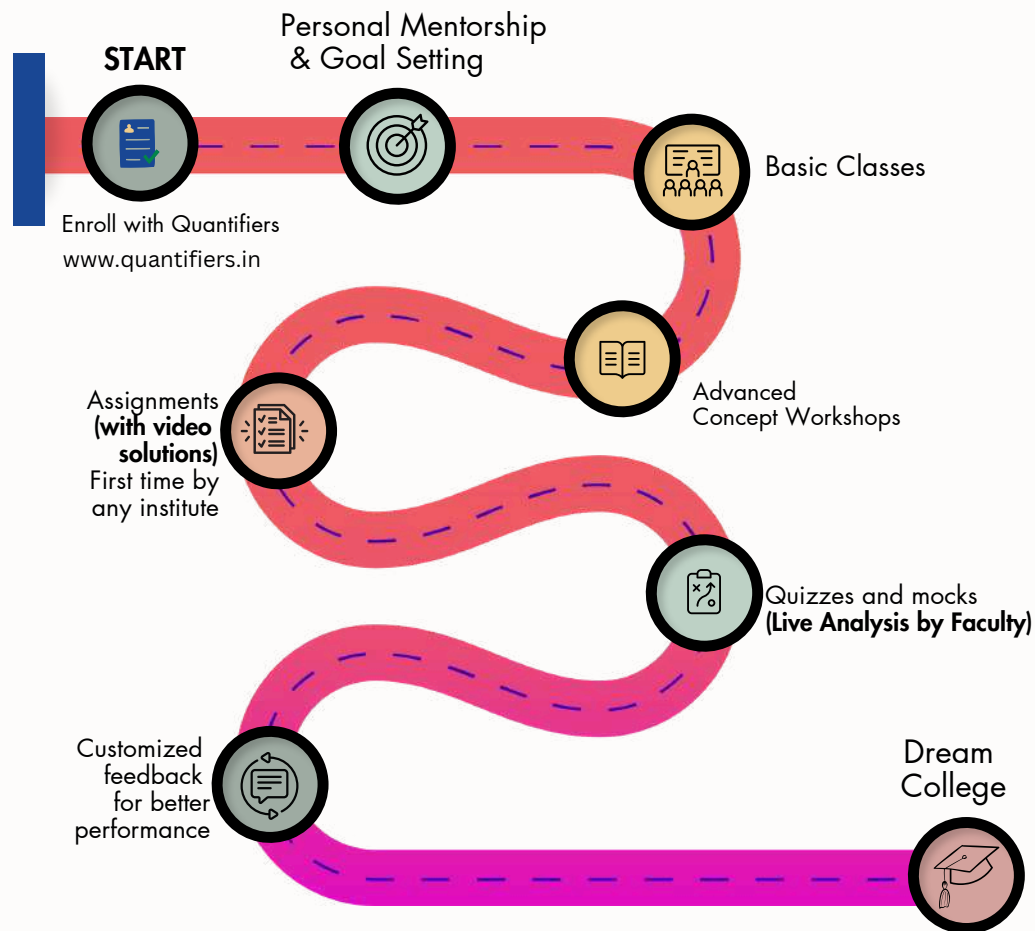 START
Enroll with Quantifiers
www.quantifiers.in
Personal Mentorship
& Goal Setting
Basic Classes
Advanced
Concept Workshops
Assignments
(with video
solutions)
First time by
any institute
Quizzes and mocks
(Live Analysis by Faculty)
Customized
feedback
for better
performance
Dream
College